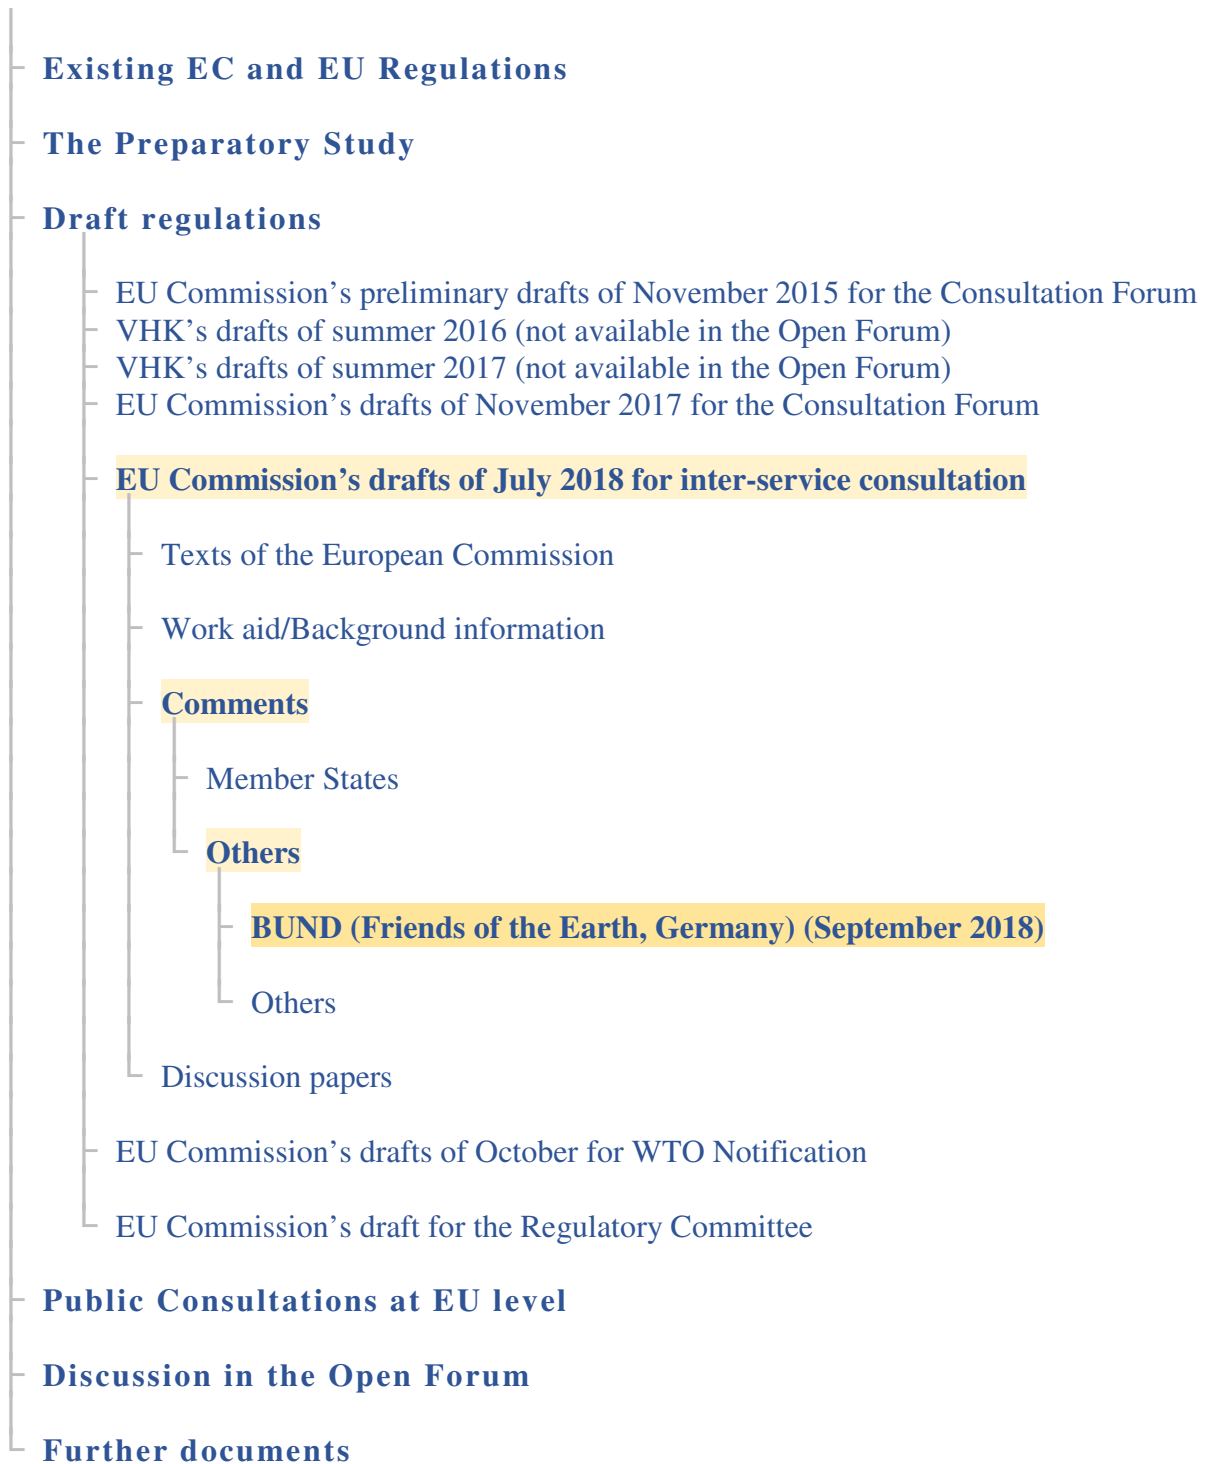 Existing EC and EU Regulations
The Preparatory Study
Draft regulations
EU Commission’s preliminary drafts of November 2015 for the Consultation Forum
VHK’s drafts of summer 2016 (not available in the Open Forum)
VHK’s drafts of summer 2017 (not available in the Open Forum)
EU Commission’s drafts of November 2017 for the Consultation Forum
EU Commission’s drafts of July 2018 for inter-service consultation
Texts of the European Commission
Work aid/Background information
Comments
Member States
Others
BUND (Friends of the Earth, Germany) (September 2018)
Others
Discussion papers
EU Commission’s drafts of October for WTO Notification
EU Commission’s draft for the Regulatory Committee
Public Consultations at EU level
Discussion in the Open Forum
Further documents